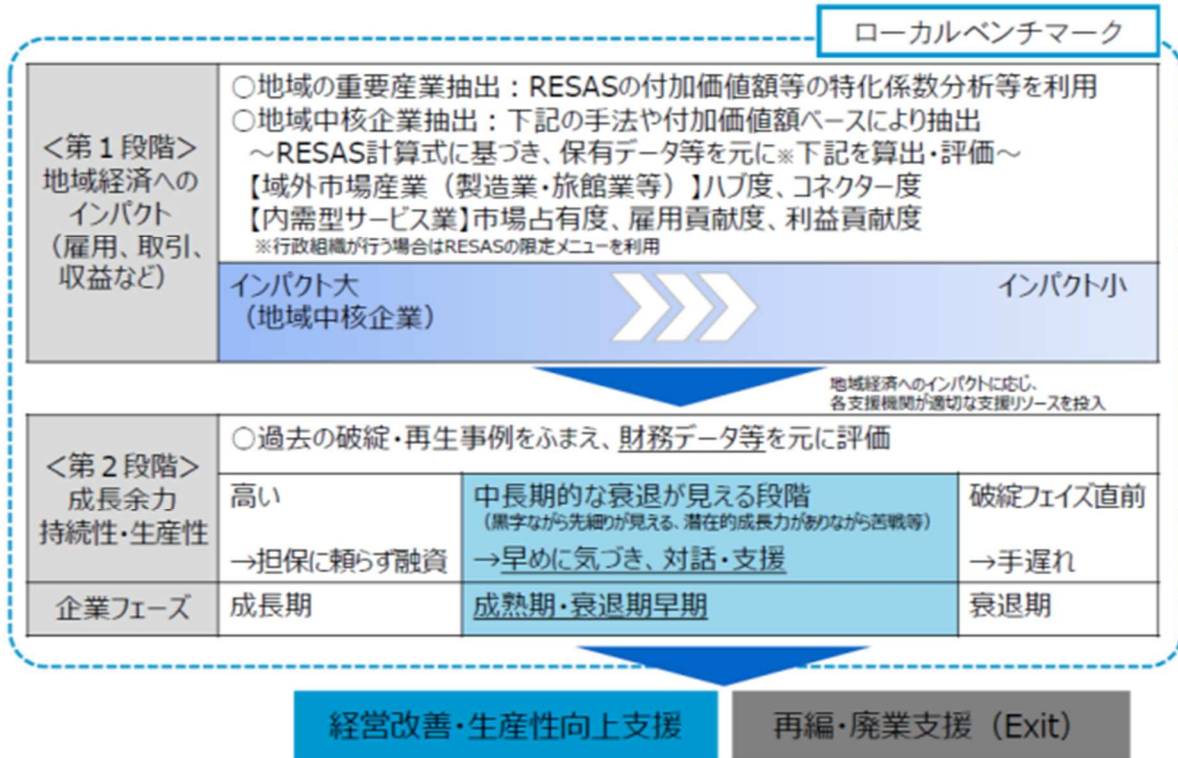 ローカルベンチマーク
＜第１段階＞
地域経済への
インパクト
（雇用、取引、
収益など）
○地域の重要産業抽出：RESASの付加価値額等の特化係数分析等を利用
○地域中核企業抽出：下記の手法や付加価値額ベースにより抽出
～RESAS計算式に基づき、保有データ等を元に※下記を算出・評価～
【域外市場産業（製造業・旅館業等）】ハブ度、コネクター度
【内需型サービス業】市場占有度、雇用貢献度、利益貢献度
※行政組織が行う場合はRESASの限定メニューを利用
インパクト大
（地域中核企業）
インパクト小
地域経済へのインパクトに応じ、
各支援機関が適切な支援リソースを投入
＜第２段階＞
成長余力
持続性・生産性
○過去の破綻・再生事例をふまえ、財務データ等を元に評価
高い
→担保に頼らず融資
中長期的な衰退が見える段階
（黒字ながら先細りが見える、潜在的成長力がありながら苦戦等）
→早めに気づき、対話・支援
破綻フェイズ直前
→手遅れ
企業フェーズ
成長期
成熟期・衰退期早期
衰退期
経営改善・生産性向上支援
再編・廃業支援（Exit）